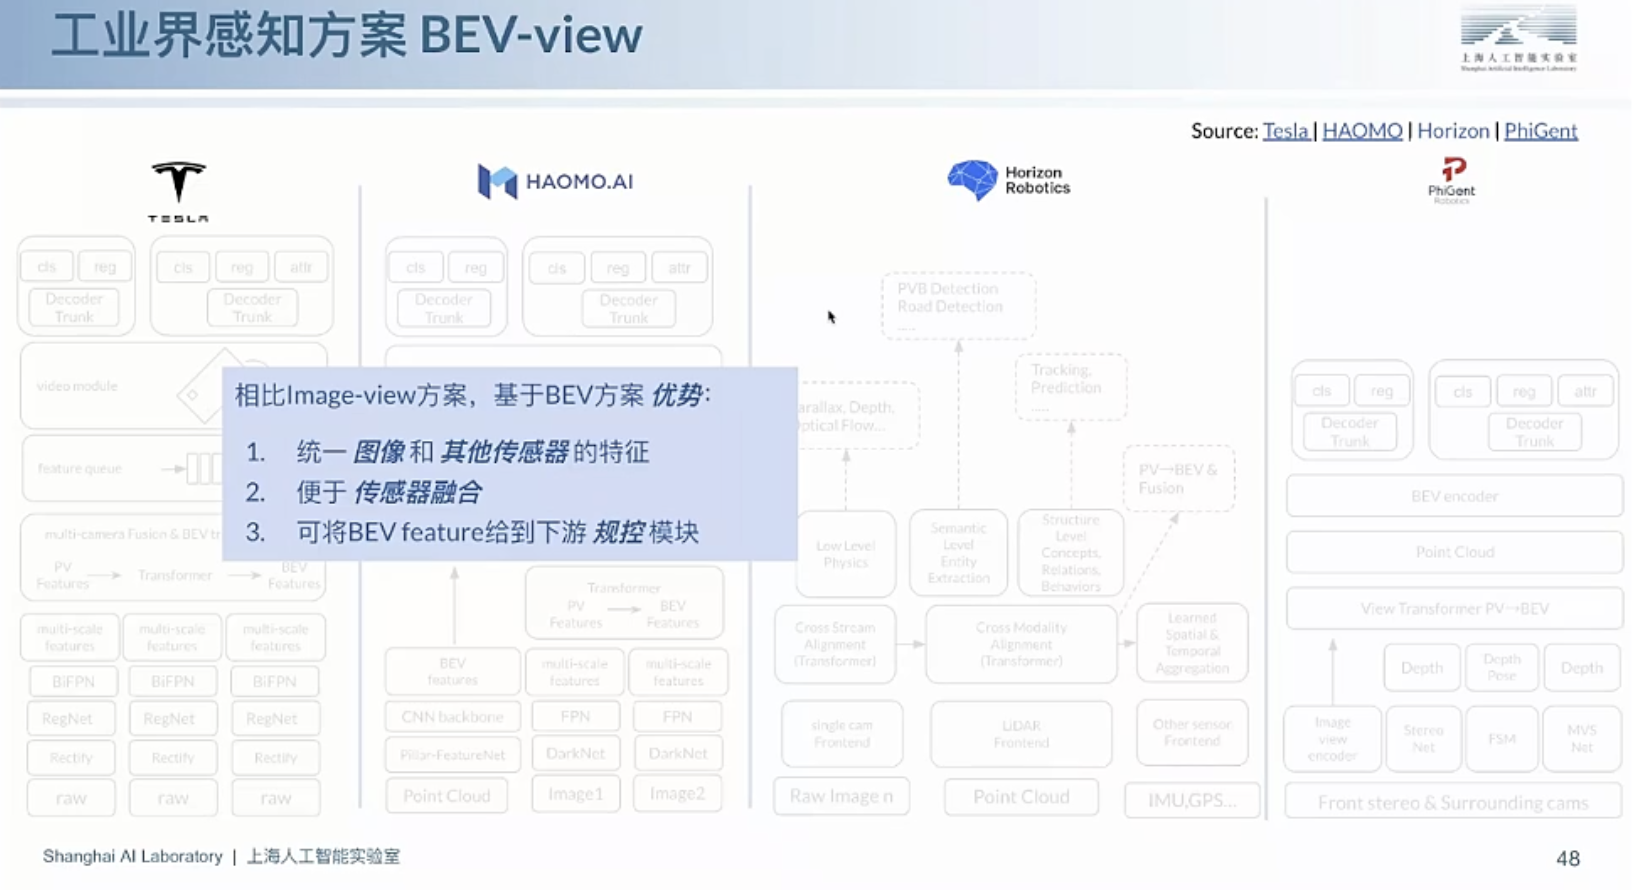 工业界感知方案 BEV-view
上海人工智能实验室
Shanghai Artificial Intelligence Laboratory
Source: Tesla | HAOMO | Horizon | PhiGent
TESLA
HAOMO.AI
Horizon
Robotics
PhiGent
Robotics
cls reg
Decoder
Trunk
cls reg attr
Decoder
Trunk
video module
feature queue
multi-camera Fusion & BEV tr
PV
Features
Transformer
BEV
Features
multi-scale
features
multi-scale
features
multi-scale
features
BiFPN BiFPN BiFPN
RegNet RegNet RegNet
Rectify Rectify Rectify
raw raw raw
cls reg
Decoder
Trunk
cls reg attr
Decoder
Trunk
相比Image-view方案，基于BEV方案 优势：
1. 统一 图像 和 其他传感器 的特征
2. 便于 传感器融合
3. 可将BEV feature给到下游 规控 模块
Transformer
PV
Features
BEV
Features
BEV
features
multi-scale
features
multi-scale
features
CNN backbone FPN FPN
Pillar-FeatureNet DarkNet DarkNet
Point Cloud Image1 Image2
PVB Detection
Road Detection
.....
Tracking,
Prediction
.....
arallax, Depth,
ptical Flow...
PV→BEV &
Fusion
Low Level
Physics
Semantic
Level
Entity
Extraction
Structure
Level
Concepts,
Relations,
Behaviors
Cross Stream
Alignment
(Transformer)
Cross Modality
Alignment
(Transformer)
Learned
Spatial &
Temporal
Aggregation
single cam
Frontend
LiDAR
Frontend
Other sensor
Frontend
Raw Image n Point Cloud IMU,GPS...
cls reg
Decoder
Trunk
cls reg attr
Decoder
Trunk
BEV encoder
Point Cloud
View Transformer PV→BEV
Depth
Depth
Pose
Depth
Image
view
encoder
Stereo
Net
FSM
MVS
Net
Front stereo & Surrounding cams
Shanghai AI Laboratory | 上海人工智能实验室
48